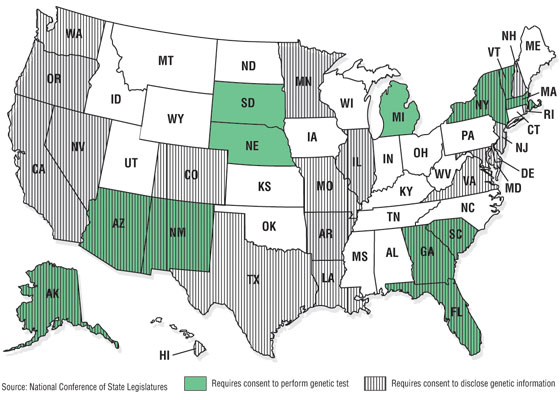 WA
MT
ND
MN
OR
ID
SD
WI
MI
WY
NE
IA
NV
UT
CO
CA
KS
MO
IL
IN
OH
PA
NY
VT
NH
ME
MA
RI
CT
NJ
DE
MD
WV
VA
KY
NC
TN
AZ
NM
OK
AR
SC
TX
LA
MS
AL
GA
FL
AK
HI
Source: National Conference of State Legislatures
Requires consent to perform genetic test
Requires consent to disclose genetic information